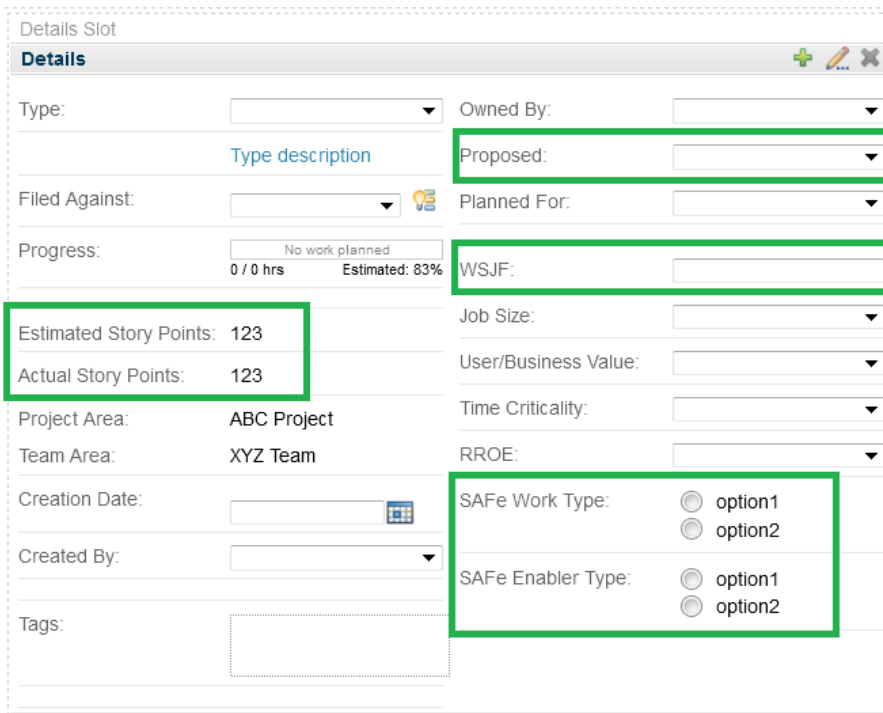 Details Slot
Details
Type:
Type description
Filed Against:
Progress:
No work planned
0 / 0 hrs Estimated: 83%
Estimated Story Points: 123
Actual Story Points: 123
Project Area: ABC Project
Team Area: XYZ Team
Creation Date:
Created By:
Tags:
Owned By:
Proposed:
Planned For:
WSJF:
Job Size:
User/Business Value:
Time Criticality:
RROE:
SAFe Work Type: option1
option2
SAFe Enabler Type: option1
option2